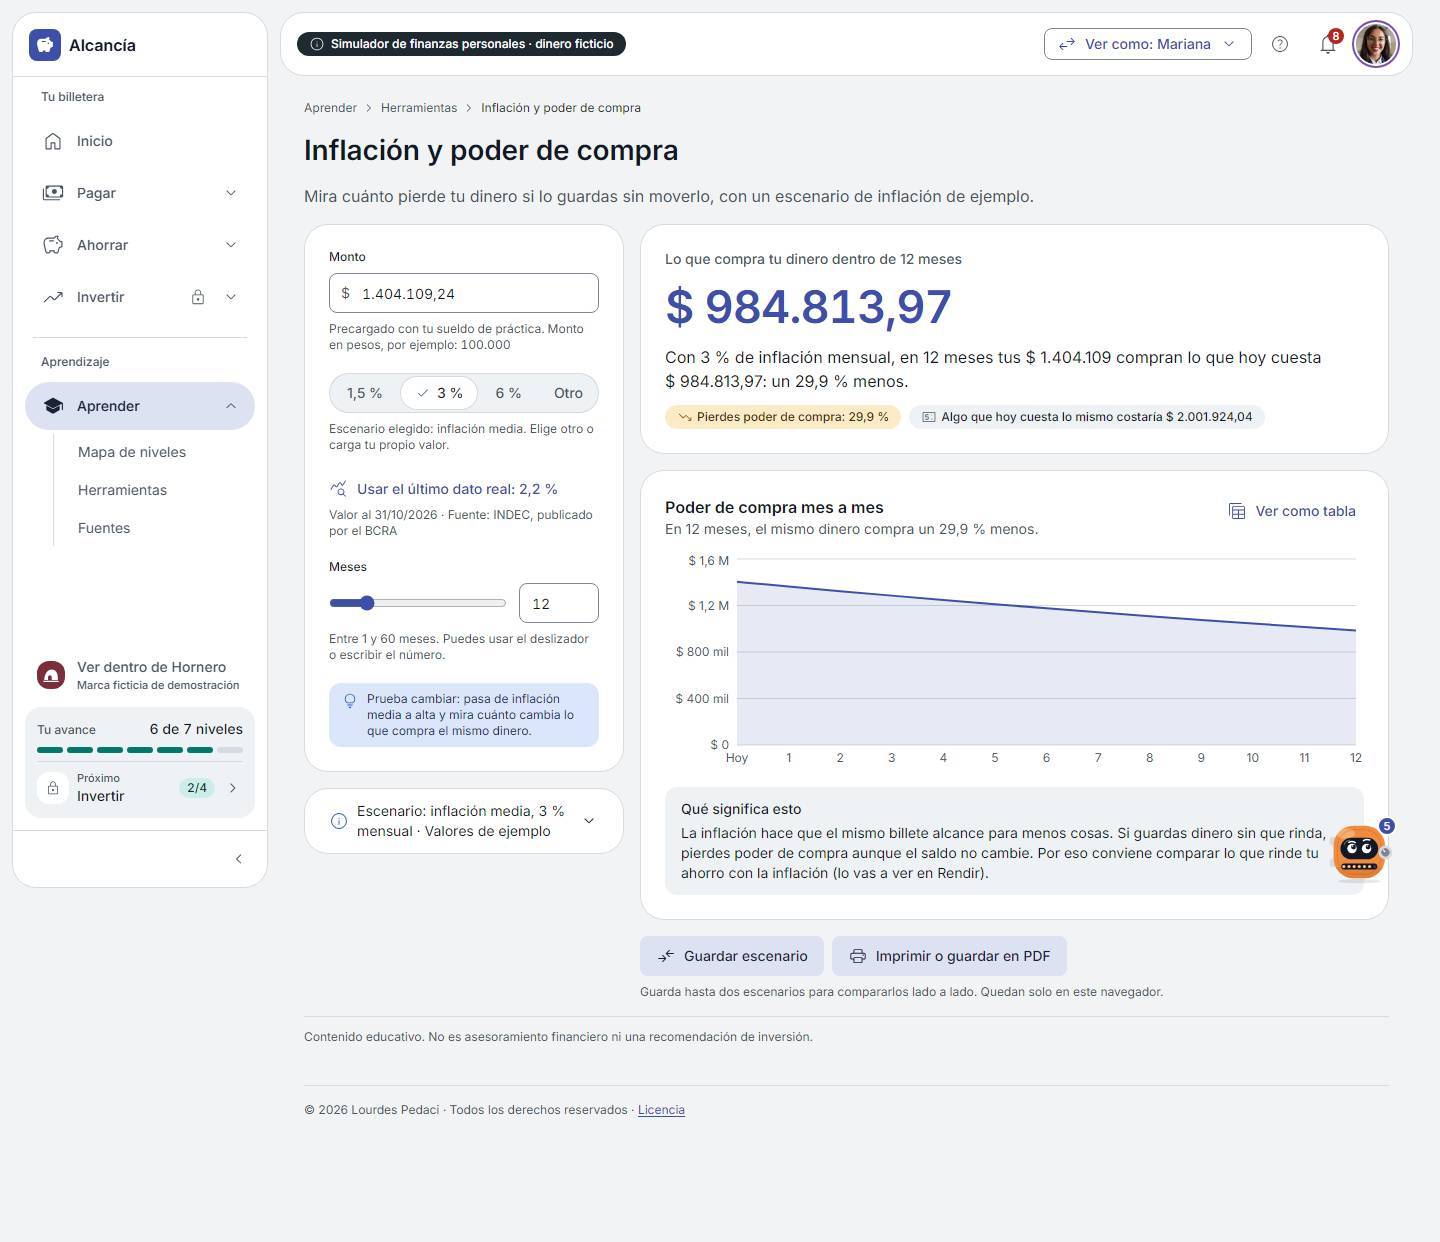 Alcancía
Tu billetera
Inicio
Pagar
Ahorrar
Invertir
Aprendizaje
Aprender
Mapa de niveles
Herramientas
Fuentes
Ver dentro de Hornero
Marca ficticia de demostración
Tu avance
6 de 7 niveles
Próximo
Invertir
2/4
Simulador de finanzas personales · dinero ficticio
Ver como: Mariana
8
Aprender > Herramientas > Inflación y poder de compra
Inflación y poder de compra
Mira cuánto pierde tu dinero si lo guardas sin moverlo, con un escenario de inflación de ejemplo.
Monto
$ 1.404.109,24
Precargado con tu sueldo de práctica. Monto
en pesos, por ejemplo: 100.000
1,5 %
3 %
6 %
Otro
Escenario elegido: inflación media. Elige otro o
carga tu propio valor.
Usar el último dato real: 2,2 %
Valor al 31/10/2026 · Fuente: INDEC, publicado
por el BCRA
Meses
12
Entre 1 y 60 meses. Puedes usar el deslizador
o escribir el número.
Prueba cambiar: pasa de inflación
media a alta y mira cuánto cambia lo
que compra el mismo dinero.
Escenario: inflación media, 3 %
mensual · Valores de ejemplo
Lo que compra tu dinero dentro de 12 meses
$ 984.813,97
Con 3 % de inflación mensual, en 12 meses tus $ 1.404.109 compran lo que hoy cuesta
$ 984.813,97: un 29,9 % menos.
Pierdes poder de compra: 29,9 %
Algo que hoy cuesta lo mismo costaría $ 2.001.924,04
Poder de compra mes a mes
En 12 meses, el mismo dinero compra un 29,9 % menos.
Ver como tabla
$ 1,6 M
$ 1,2 M
$ 800 mil
$ 400 mil
$ 0
Hoy 1 2 3 4 5 6 7 8 9 10 11 12
Qué significa esto
La inflación hace que el mismo billete alcance para menos cosas. Si guardas dinero sin que rinda,
pierdes poder de compra aunque el saldo no cambie. Por eso conviene comparar lo que rinde tu
ahorro con la inflación (lo vas a ver en Rendir).
5
Guardar escenario
Imprimir o guardar en PDF
Guarda hasta dos escenarios para compararlos lado a lado. Quedan solo en este navegador.
Contenido educativo. No es asesoramiento financiero ni una recomendación de inversión.
© 2026 Lourdes Pedaci · Todos los derechos reservados · Licencia